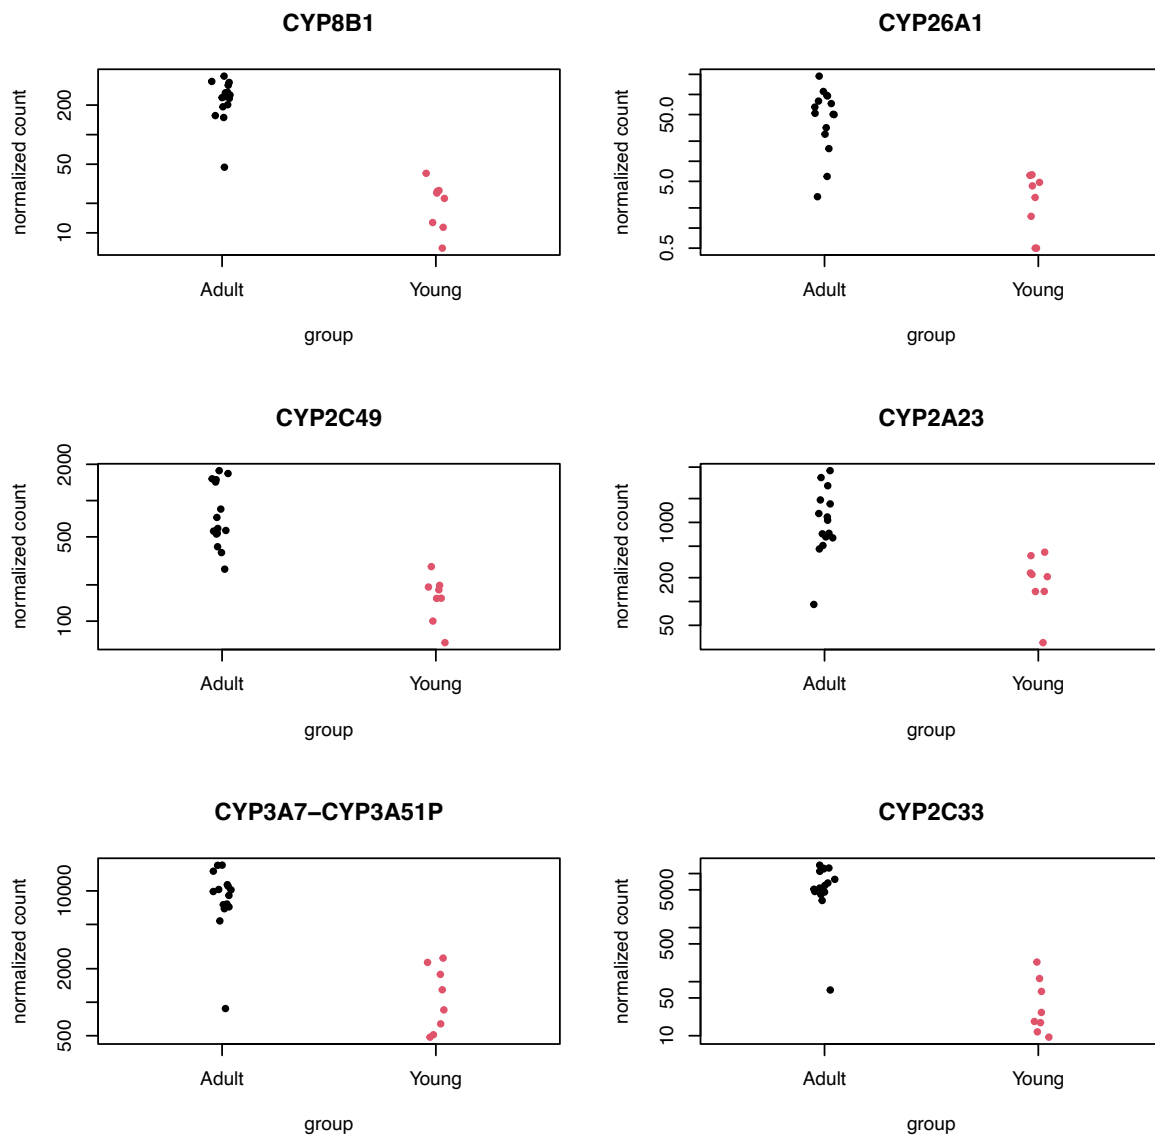 CYP8B1
normalized count
200
50
10
Adult
Young
group
CYP26A1
normalized count
50.0
5.0
0.5
Adult
Young
group
CYP2C49
normalized count
2000
500
100
Adult
Young
group
CYP2A23
normalized count
1000
200
50
Adult
Young
group
CYP3A7−CYP3A51P
normalized count
10000
2000
500
Adult
Young
group
CYP2C33
normalized count
5000
500
50
10
Adult
Young
group